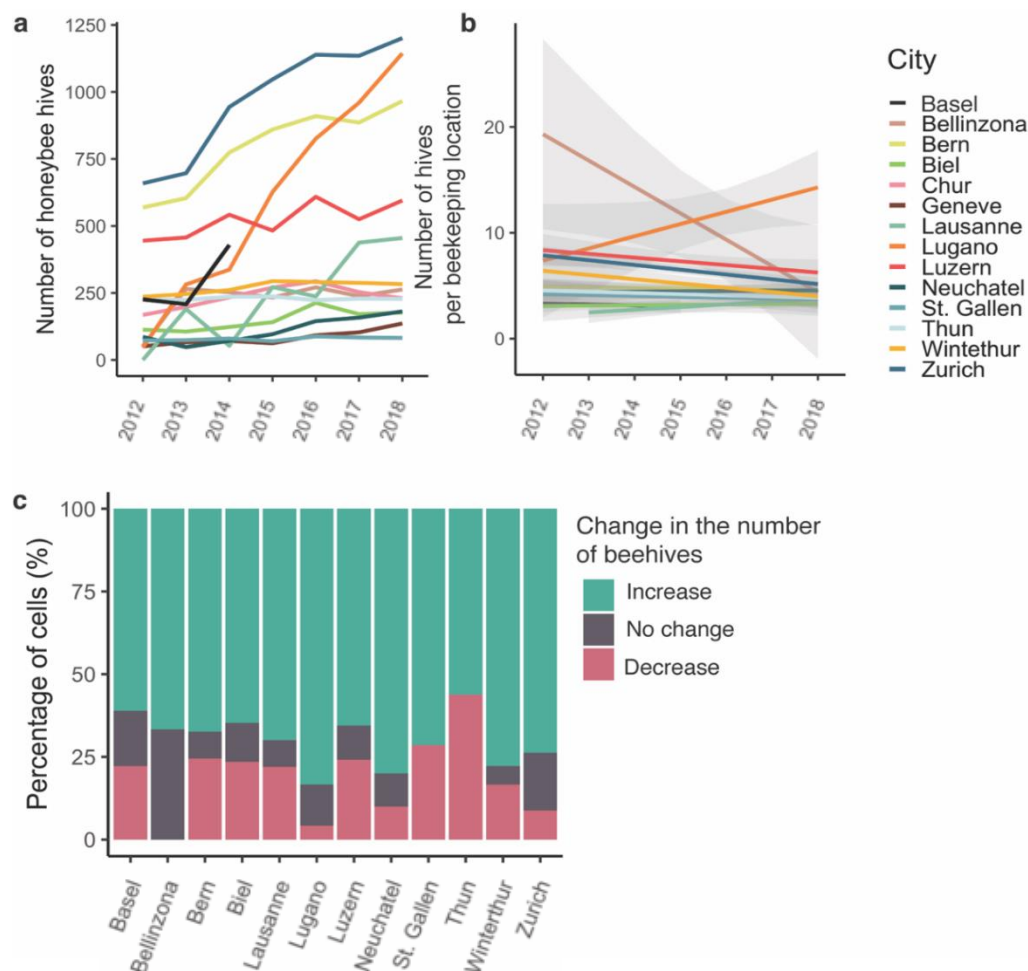 a
Number of honeybee hives
1250
1000
750
500
250
0
2012
2013
2014
2015
2016
2017
2018
b
Number of hives
per beekeeping location
20
10
0
2012
2013
2014
2015
2016
2017
2018
City
Basel
Bellinzona
Bern
Biel
Chur
Geneve
Lausanne
Lugano
Luzern
Neuchatel
St. Gallen
Thun
Wintethur
Zurich
c
Percentage of cells (%)
100
75
50
25
0
Basel
Bellinzona
Bern
Biel
Lausanne
Lugano
Luzern
Neuchatel
St. Gallen
Thun
Winterthur
Zurich
Change in the number
of beehives
Increase
No change
Decrease